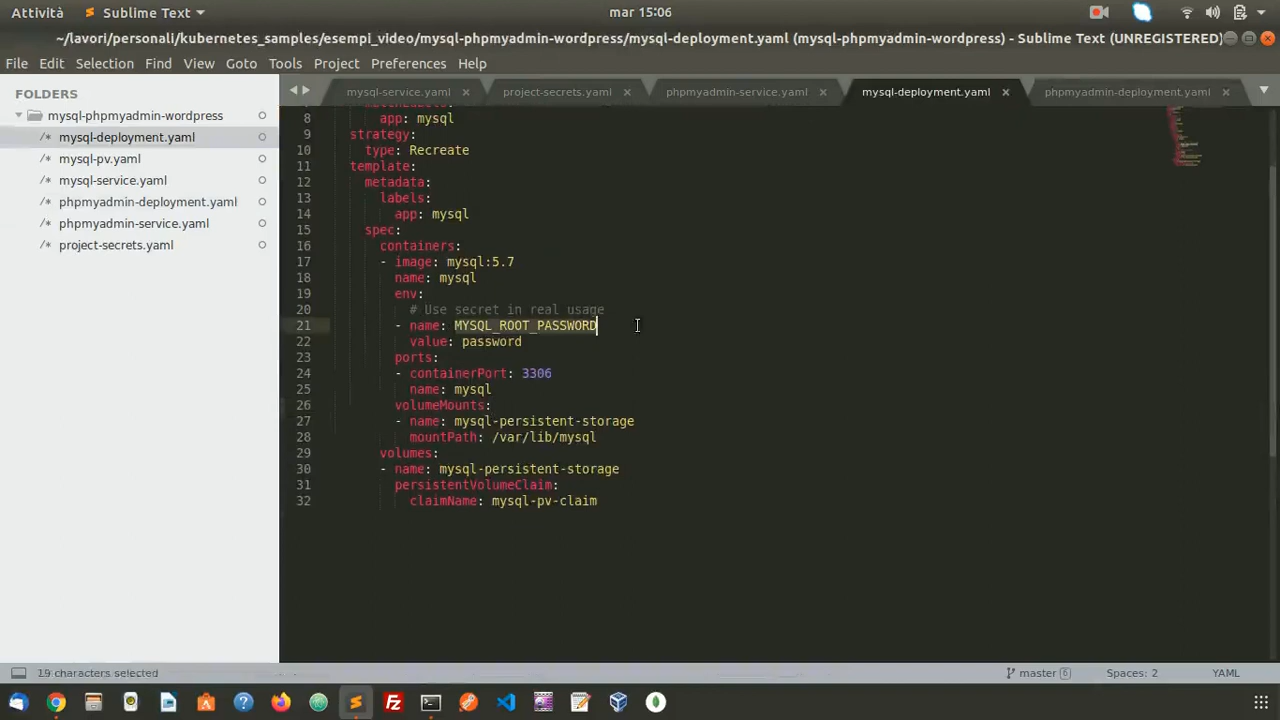 Attività
Sublime Text
mar 15:06
~/lavori/personali/kubernetes_samples/esempi_video/mysql-phpmyadmin-wordpress/mysql-deployment.yaml (mysql-phpmyadmin-wordpress) - Sublime Text (UNREGISTERED)
File Edit Selection Find View Goto Tools Project Preferences Help
FOLDERS
mysql-phpmyadmin-wordpress
/* mysql-deployment.yaml
/* mysql-pv.yaml
/* mysql-service.yaml
/* phpmyadmin-deployment.yaml
/* phpmyadmin-service.yaml
/* project-secrets.yaml
mysql-service.yaml
project-secrets.yaml
phpmyadmin-service.yaml
mysql-deployment.yaml
phpmyadmin-deployment.yaml
8 app: mysql
9 strategy:
10 type: Recreate
11 template:
12 metadata:
13 labels:
14 app: mysql
15 spec:
16 containers:
17 - image: mysql:5.7
18 name: mysql
19 env:
20 # Use secret in real usage
21 - name: MYSQL_ROOT_PASSWORD
22 value: password
23 ports:
24 - containerPort: 3306
25 name: mysql
26 volumeMounts:
27 - name: mysql-persistent-storage
28 mountPath: /var/lib/mysql
29 volumes:
30 - name: mysql-persistent-storage
31 persistentVolumeClaim:
32 claimName: mysql-pv-claim
19 characters selected
master 6
Spaces: 2
YAML